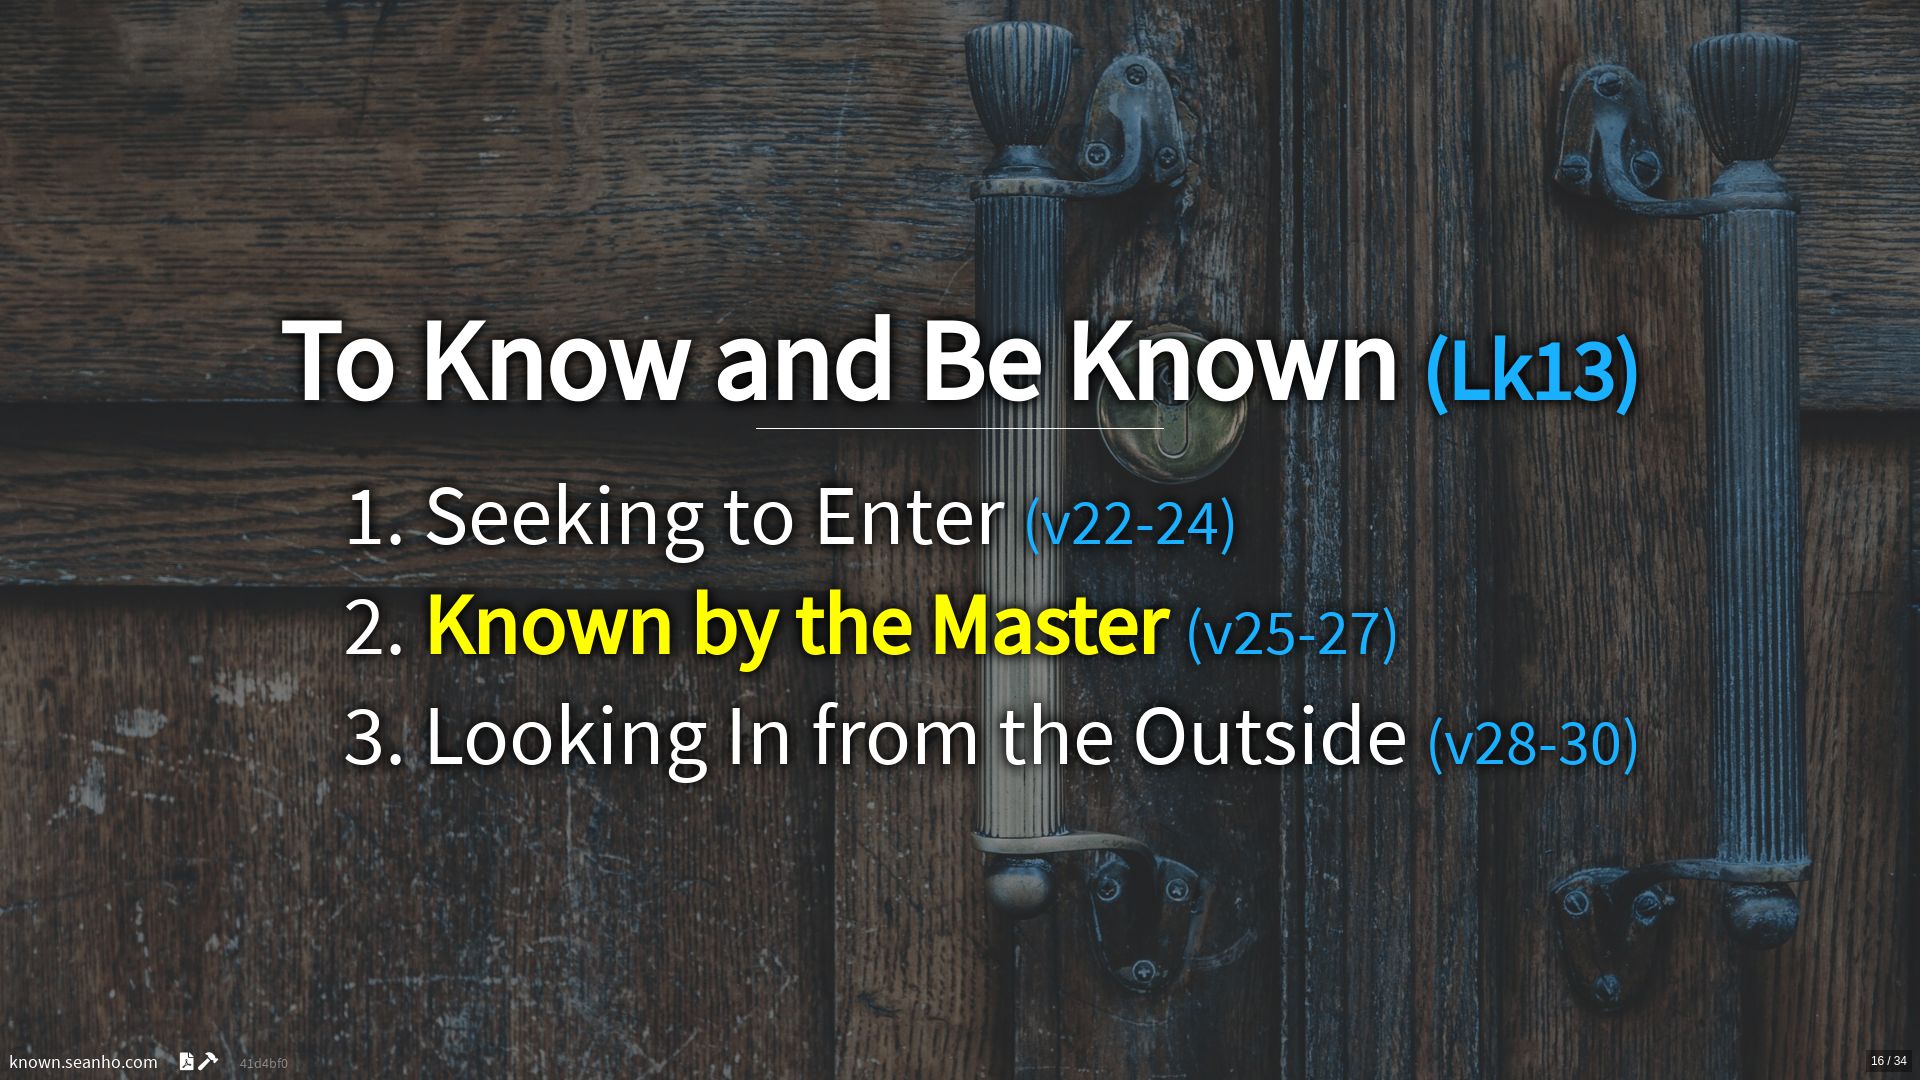 To Know and Be Known (Lk13)
1. Seeking to Enter (v22-24)
2. Known by the Master (v25-27)
3. Looking In from the Outside (v28-30)
known.seanho.com 41d4bf0
16 / 34